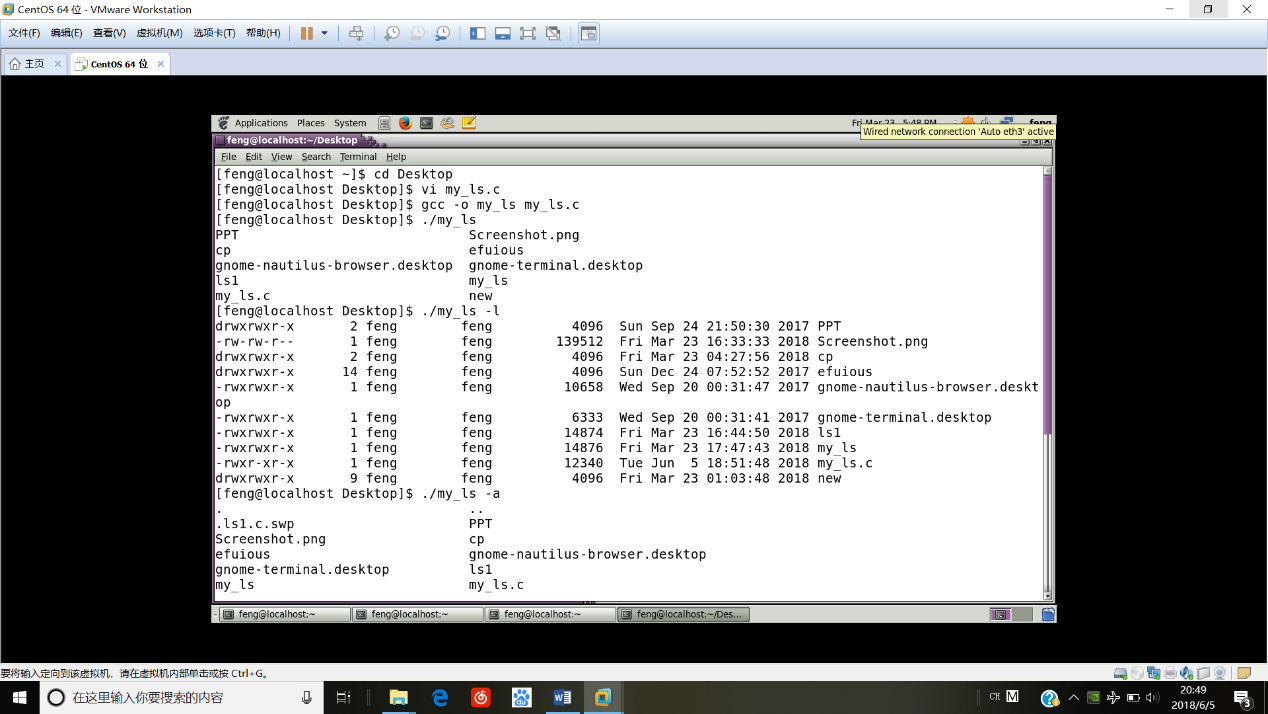 CentOS 64 位 - VMware Workstation
文件(F) 编辑(E) 查看(V) 虚拟机(M) 选项卡(T) 帮助(H)
主页 CentOS 64 位
Applications Places System Fri Mar 23, 5:48 PM feng
Wired network connection 'Auto eth3' active
feng@localhost:~/Desktop
File Edit View Search Terminal Help
[feng@localhost ~]$ cd Desktop
[feng@localhost Desktop]$ vi my_ls.c
[feng@localhost Desktop]$ gcc -o my_ls my_ls.c
[feng@localhost Desktop]$ ./my_ls
PPT Screenshot.png
cp efuious
gnome-nautilus-browser.desktop gnome-terminal.desktop
ls1 my_ls
my_ls.c new
[feng@localhost Desktop]$ ./my_ls -l
drwxrwxr-x 2 feng feng 4096 Sun Sep 24 21:50:30 2017 PPT
-rw-rw-r-- 1 feng feng 139512 Fri Mar 23 16:33:33 2018 Screenshot.png
drwxrwxr-x 2 feng feng 4096 Fri Mar 23 04:27:56 2018 cp
drwxrwxr-x 14 feng feng 4096 Sun Dec 24 07:52:52 2017 efuious
-rwxrwxr-x 1 feng feng 10658 Wed Sep 20 00:31:47 2017 gnome-nautilus-browser.deskt
op
-rwxrwxr-x 1 feng feng 6333 Wed Sep 20 00:31:41 2017 gnome-terminal.desktop
-rwxrwxr-x 1 feng feng 14874 Fri Mar 23 16:44:50 2018 ls1
-rwxrwxr-x 1 feng feng 14876 Fri Mar 23 17:47:43 2018 my_ls
-rwxr-xr-x 1 feng feng 12340 Tue Jun 5 18:51:48 2018 my_ls.c
drwxrwxr-x 9 feng feng 4096 Fri Mar 23 01:03:48 2018 new
[feng@localhost Desktop]$ ./my_ls -a
. ..
.ls1.c.swp PPT
Screenshot.png cp
efuious gnome-nautilus-browser.desktop
gnome-terminal.desktop ls1
my_ls my_ls.c
feng@localhost:~ feng@localhost:~ feng@localhost:~ feng@localhost:~/Des...
要将输入定向到该虚拟机，请在虚拟机内部单击或按 Ctrl+G。
在这里输入你要搜索的内容 CH M 20:49
2018/6/5 3